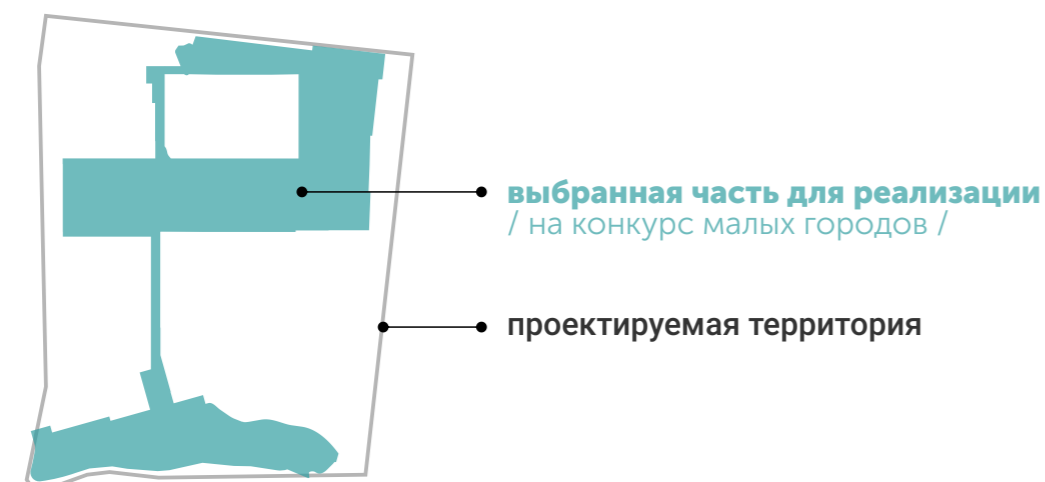 выбранная часть для реализации
/ на конкурс малых городов /
проектируемая территория